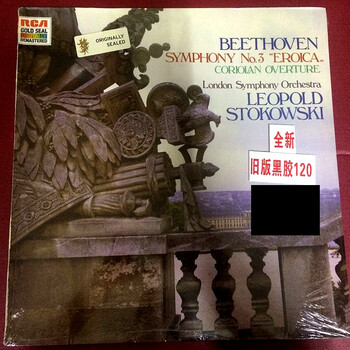 RCA
GOLD SEAL
REMASTERED
ORIGINALLY
SEALED
BEETHOVEN
SYMPHONY No.3 "EROICA"
CORIOLAN OVERTURE
London Symphony Orchestra
LEOPOLD
STOKOWSKI
全新
旧版黑胶120